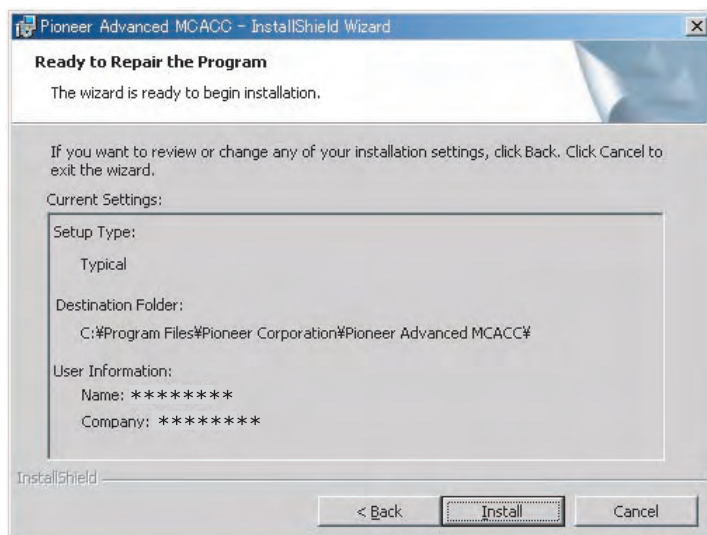 Pioneer Advanced MCACC - InstallShield Wizard
Ready to Repair the Program
The wizard is ready to begin installation.
If you want to review or change any of your installation settings, click Back. Click Cancel to
exit the wizard.
Current Settings:
Setup Type:
Typical
Destination Folder:
C:¥Program Files¥Pioneer Corporation¥Pioneer Advanced MCACC¥
User Information:
Name: ********
Company: ********
InstallShield
< Back
Install
Cancel